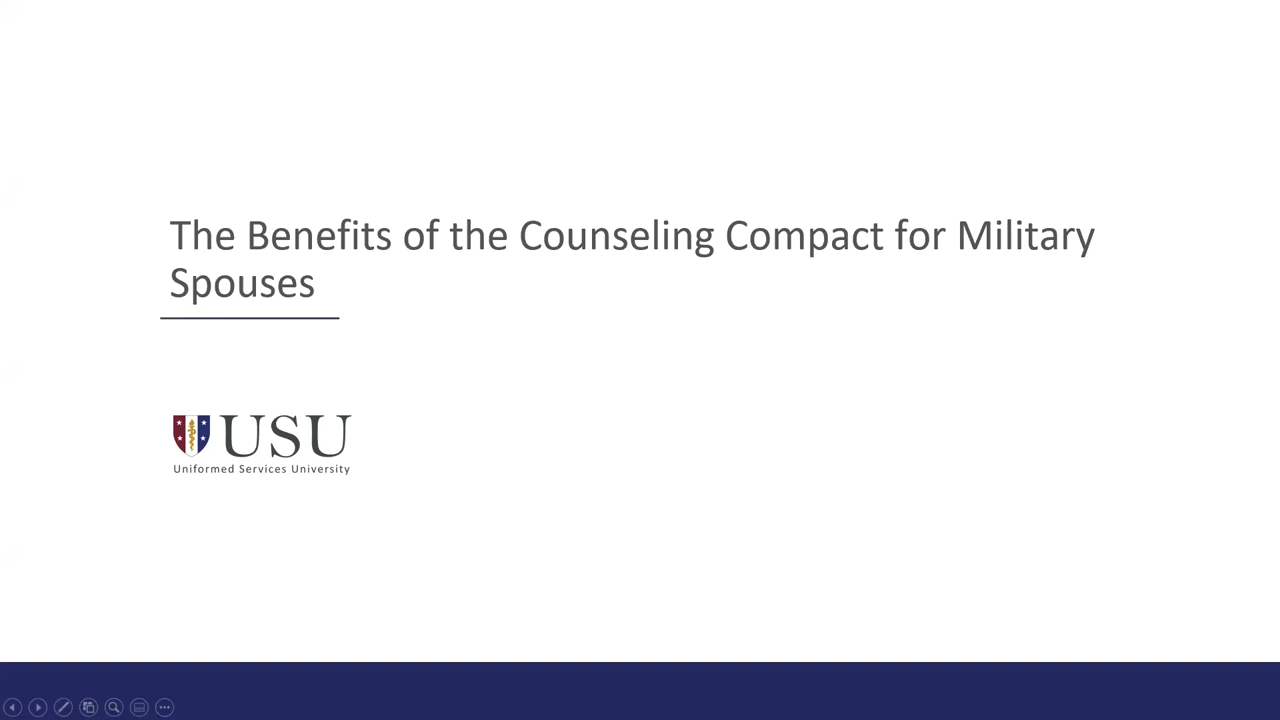 The Benefits of the Counseling Compact for Military
Spouses
USU
Uniformed Services University